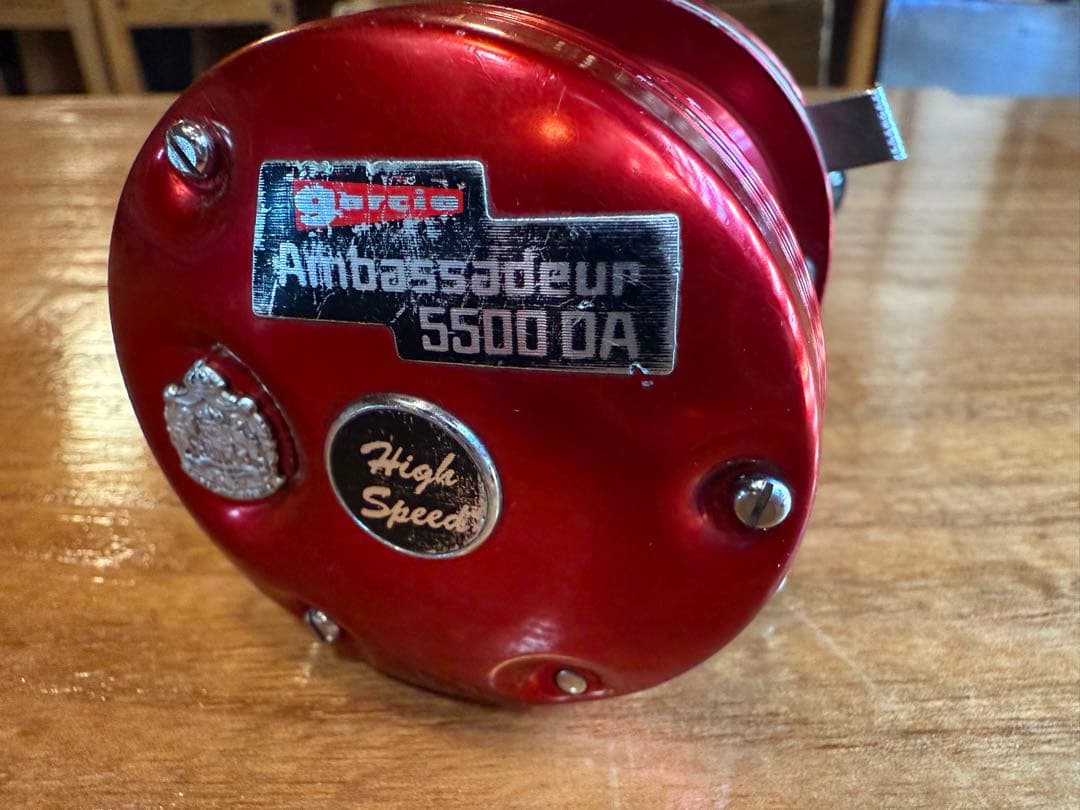 garcia
Ambassadeur
5500 DA
High
Speed